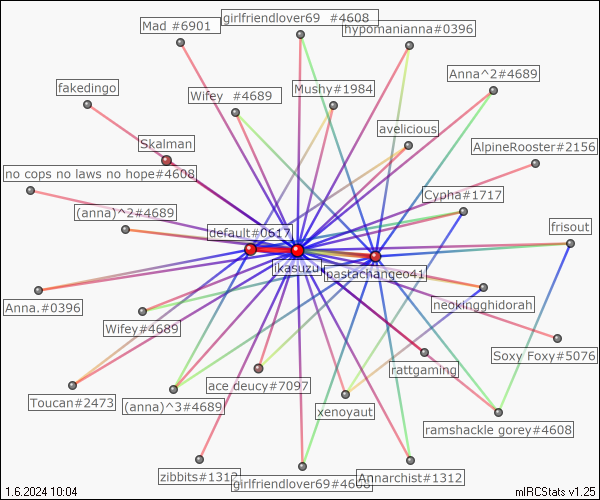 girlfriendlover69 #4608
Mad #6901
hypomanianna#0396
Anna^2#4689
fakedingo
Wifey #4689
Mushy#1984
avelicious
Skalman
AlpineRooster#2156
no cops no laws no hope#4608
Cypha#1717
(anna)^2#4689
default#0617
frisout
ikasuzu
pastachangeo41
neokingghidorah
Anna.#0396
Wifey#4689
Soxy Foxy#5076
rattgaming
ace deucy#7097
Toucan#2473
(anna)^3#4689
xenoyaut
ramshackle gorey#4608
zibbits#1312
girlfriendlover69#4608
Annarchist#1312
1.6.2024 10:04
mIRCStats v1.25